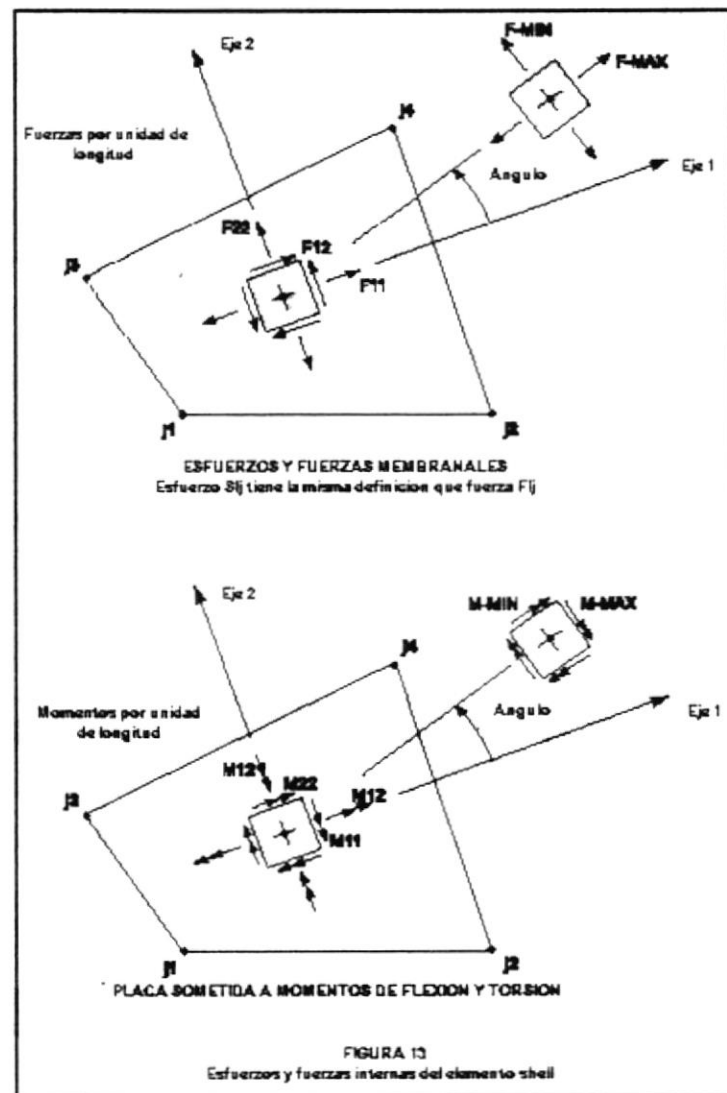 Eje 2
F-MIN
F-MAX
Fuerzas por unidad de
longitud
j4
Eje 1
Angulo
F22
F12
F11
j3
j1
j2
ESFUERZOS Y FUERZAS MEMBRANALES
Esfuerzo Sij tiene la misma definicion que fuerza Fij
Eje 2
M-MIN
M-MAX
j4
Momentos por unidad
de longitud
Angulo
Eje 1
M12
M22
M12
M11
j1
j2
PLACA SOMETIDA A MOMENTOS DE FLEXION Y TORSION
FIGURA 13
Esfuerzos y fuerzas internas del elemento shell